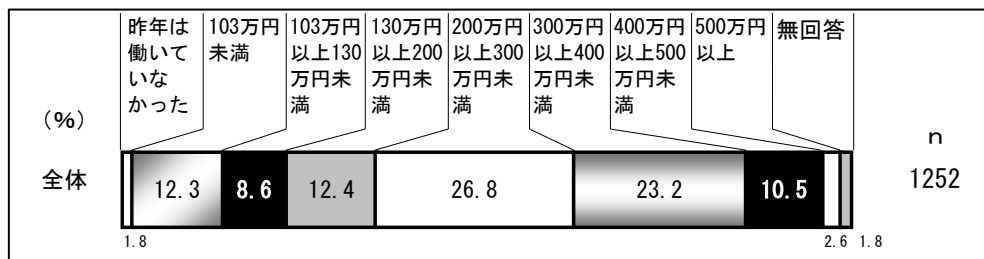 昨年は
働いて
いな
かった
103万円
未満
103万円
以上130
万円未
満
130万円
以上200
万円未
満
200万円
以上300
万円未
満
300万円
以上400
万円未
満
400万円
以上500
万円未
満
500万円
以上
無回答
(%)
n
全体
12.3
8.6
12.4
26.8
23.2
10.5
1252
1.8
2.6
1.8